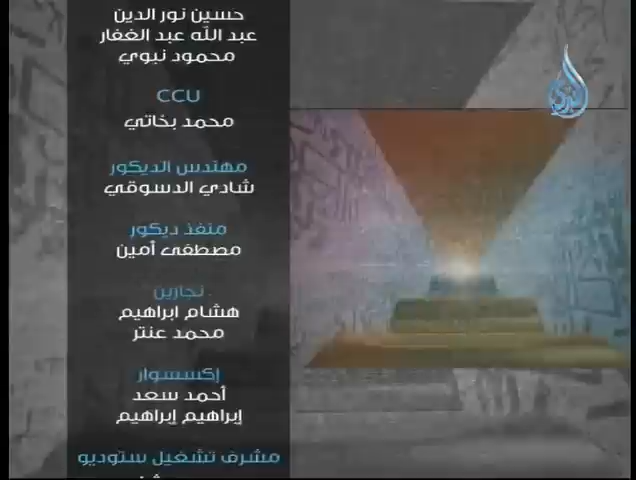 حسين نور الدين
عبد الله عبد الغفار
محمود نبوي
CCU
محمد بخاتي
مهندس الديكور
شادي الدسوقي
منفذ ديكور
مصطفى أمين
نجارين
هشام ابراهيم
محمد عنتر
إكسسوار
أحمد سعد
إبراهيم إبراهيم
مشرف تشغيل ستوديو